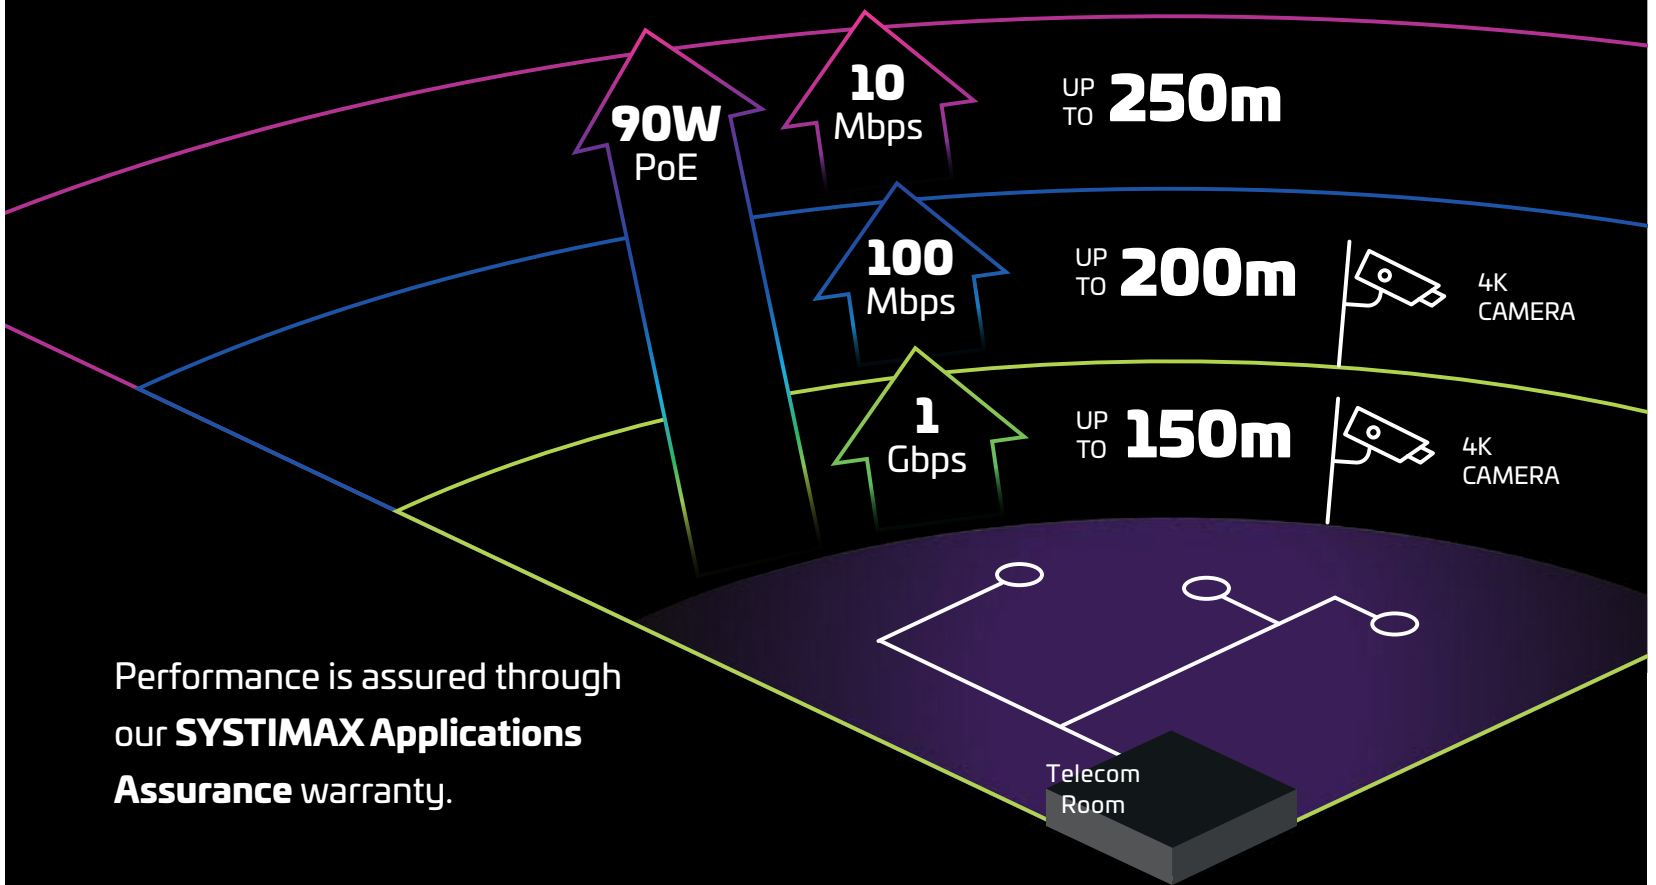 90W
PoE
10
Mbps
UP
TO
250m
100
Mbps
UP
TO
200m
4K
CAMERA
1
Gbps
UP
TO
150m
4K
CAMERA
Performance is assured through
our SYSTIMAX Applications
Assurance warranty.
Telecom
Room